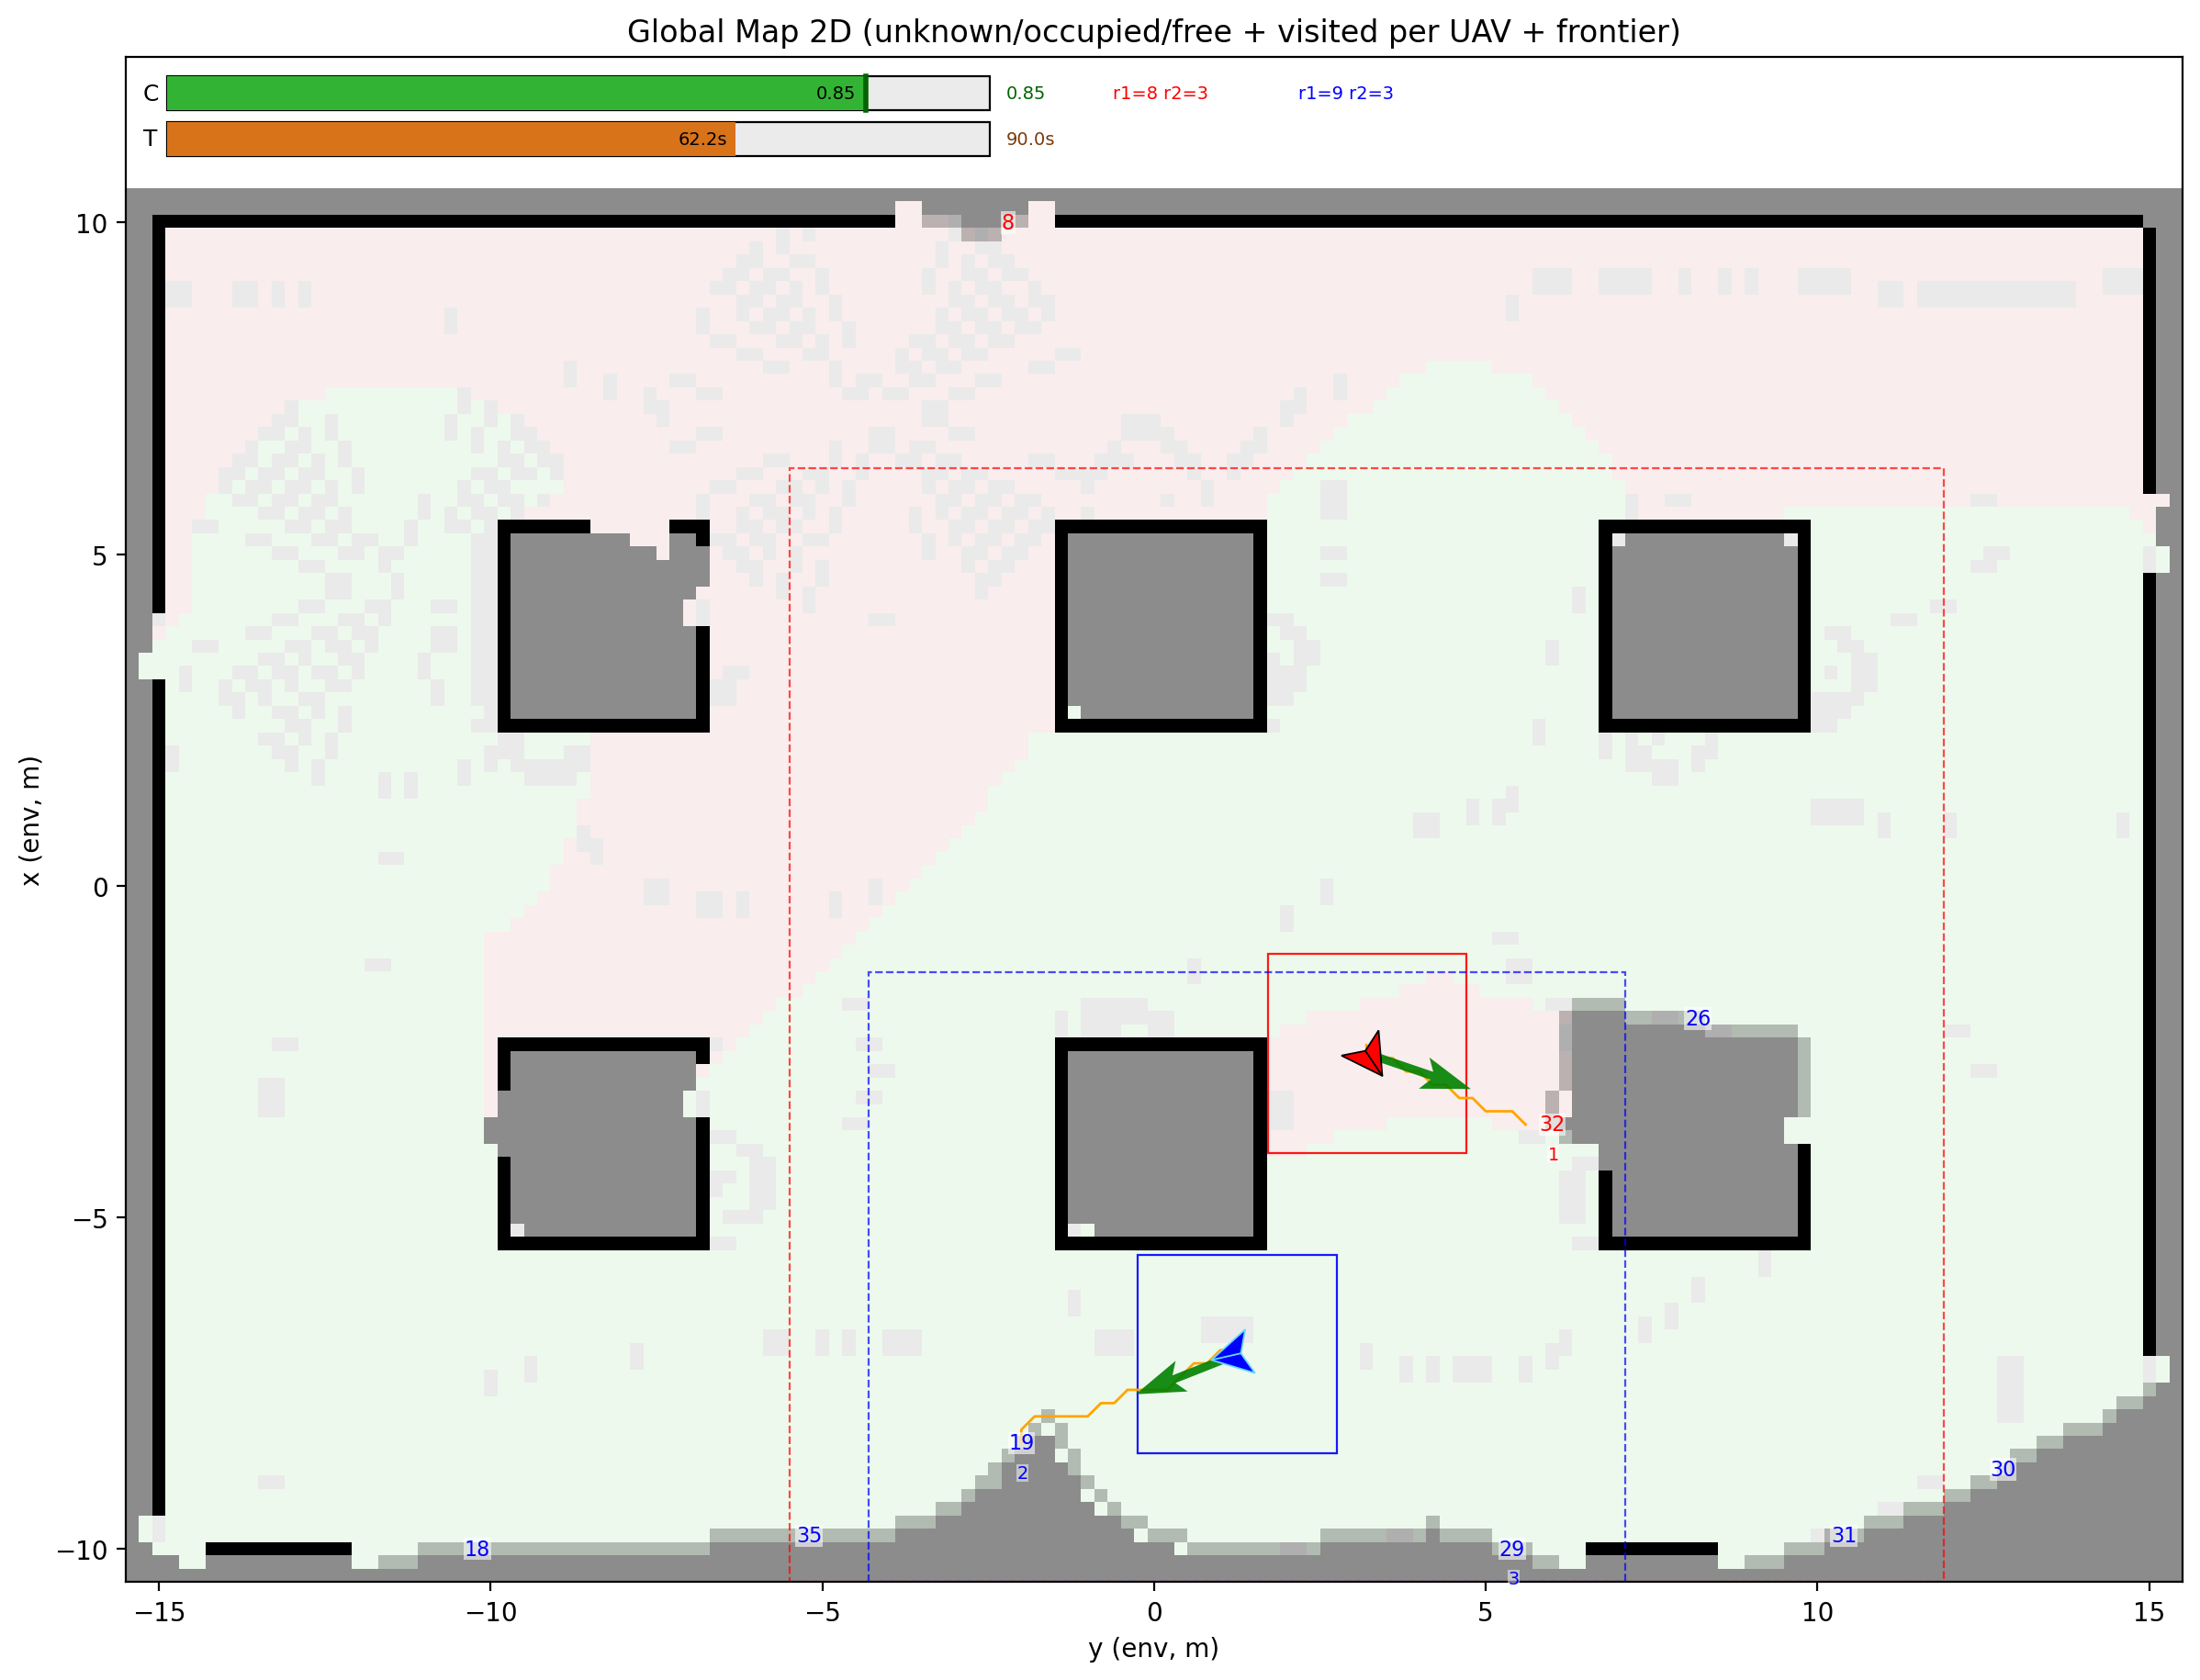 Global Map 2D (unknown/occupied/free + visited per UAV + frontier)
C 0.85 0.85 r1=8 r2=3 r1=9 r2=3
T 62.2s 90.0s
10
5
0
−5
−10
x (env, m)
8
26
32
1
19
2
30
35
31
18
29
3
−15 −10 −5 0 5 10 15
y (env, m)